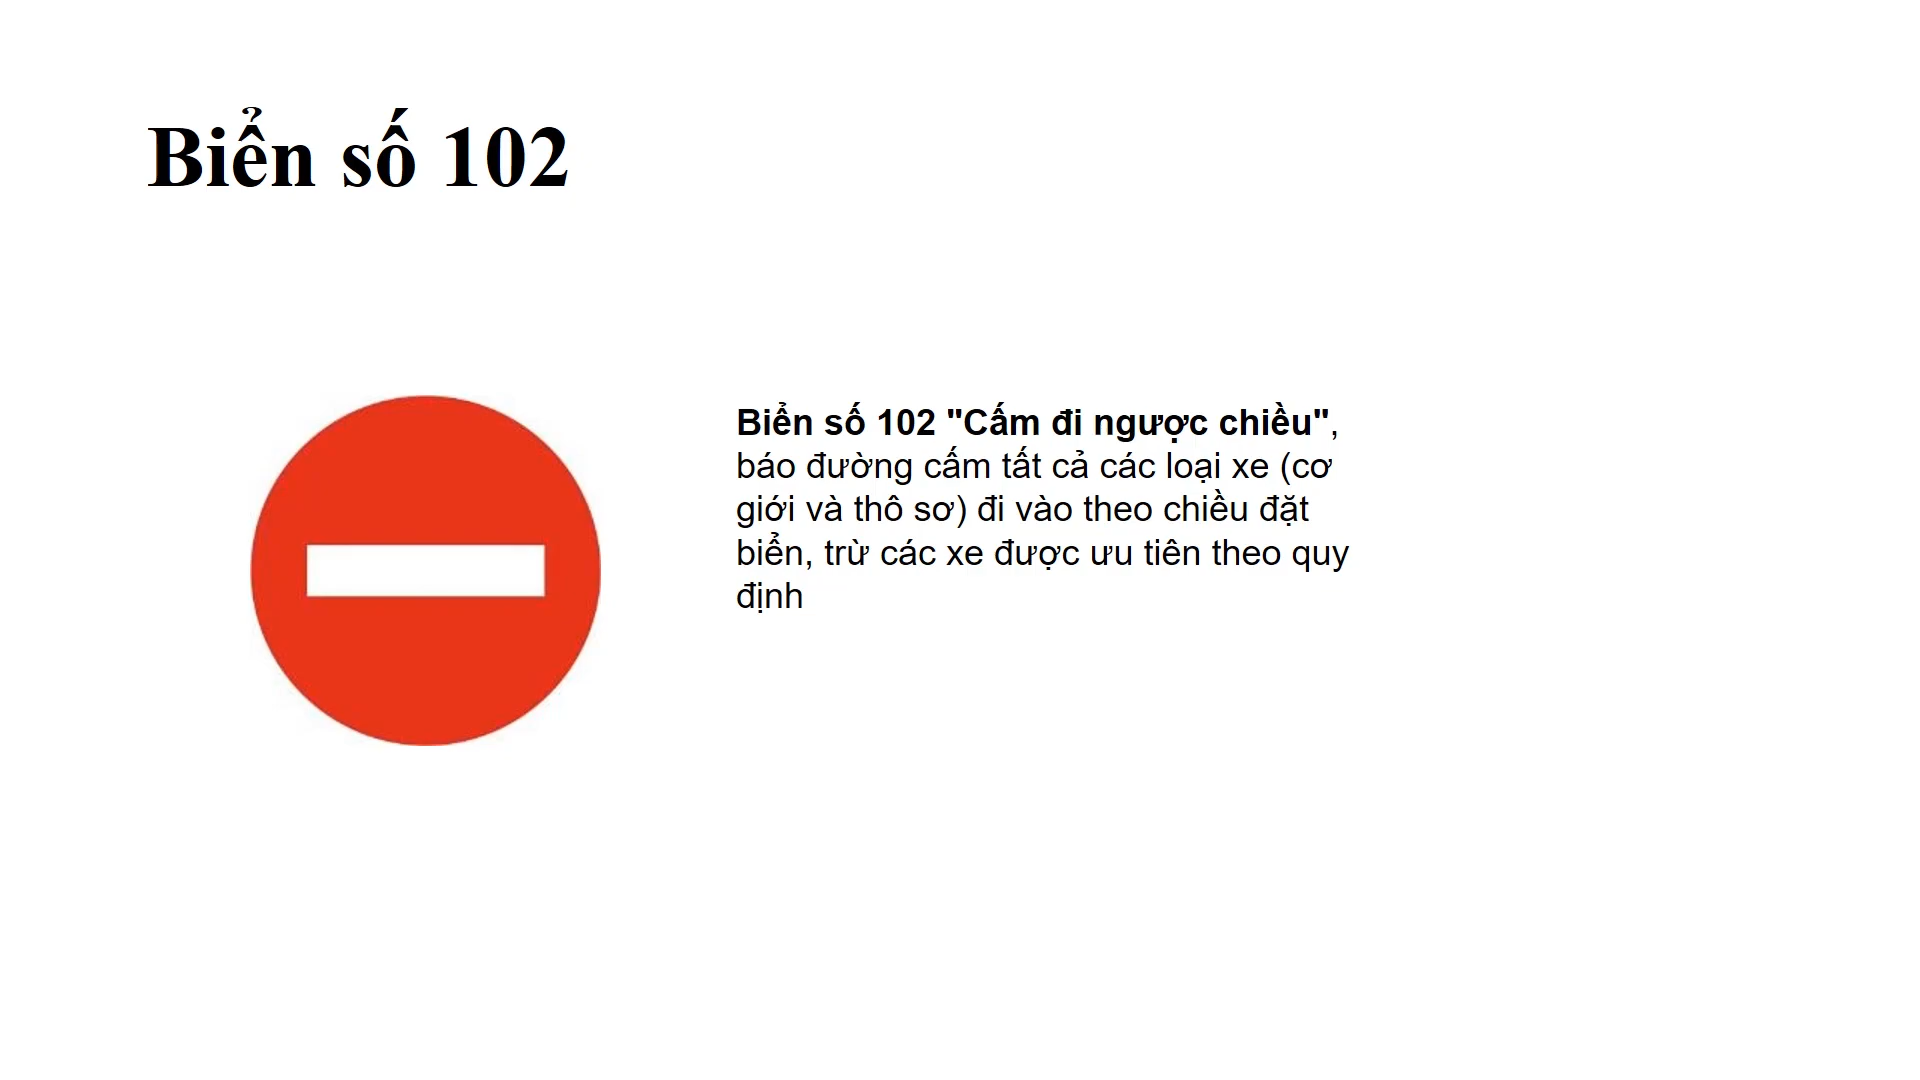 Biển số 102
Biển số 102 "Cấm đi ngược chiều",
báo đường cấm tất cả các loại xe (cơ
giới và thô sơ) đi vào theo chiều đặt
biển, trừ các xe được ưu tiên theo quy
định